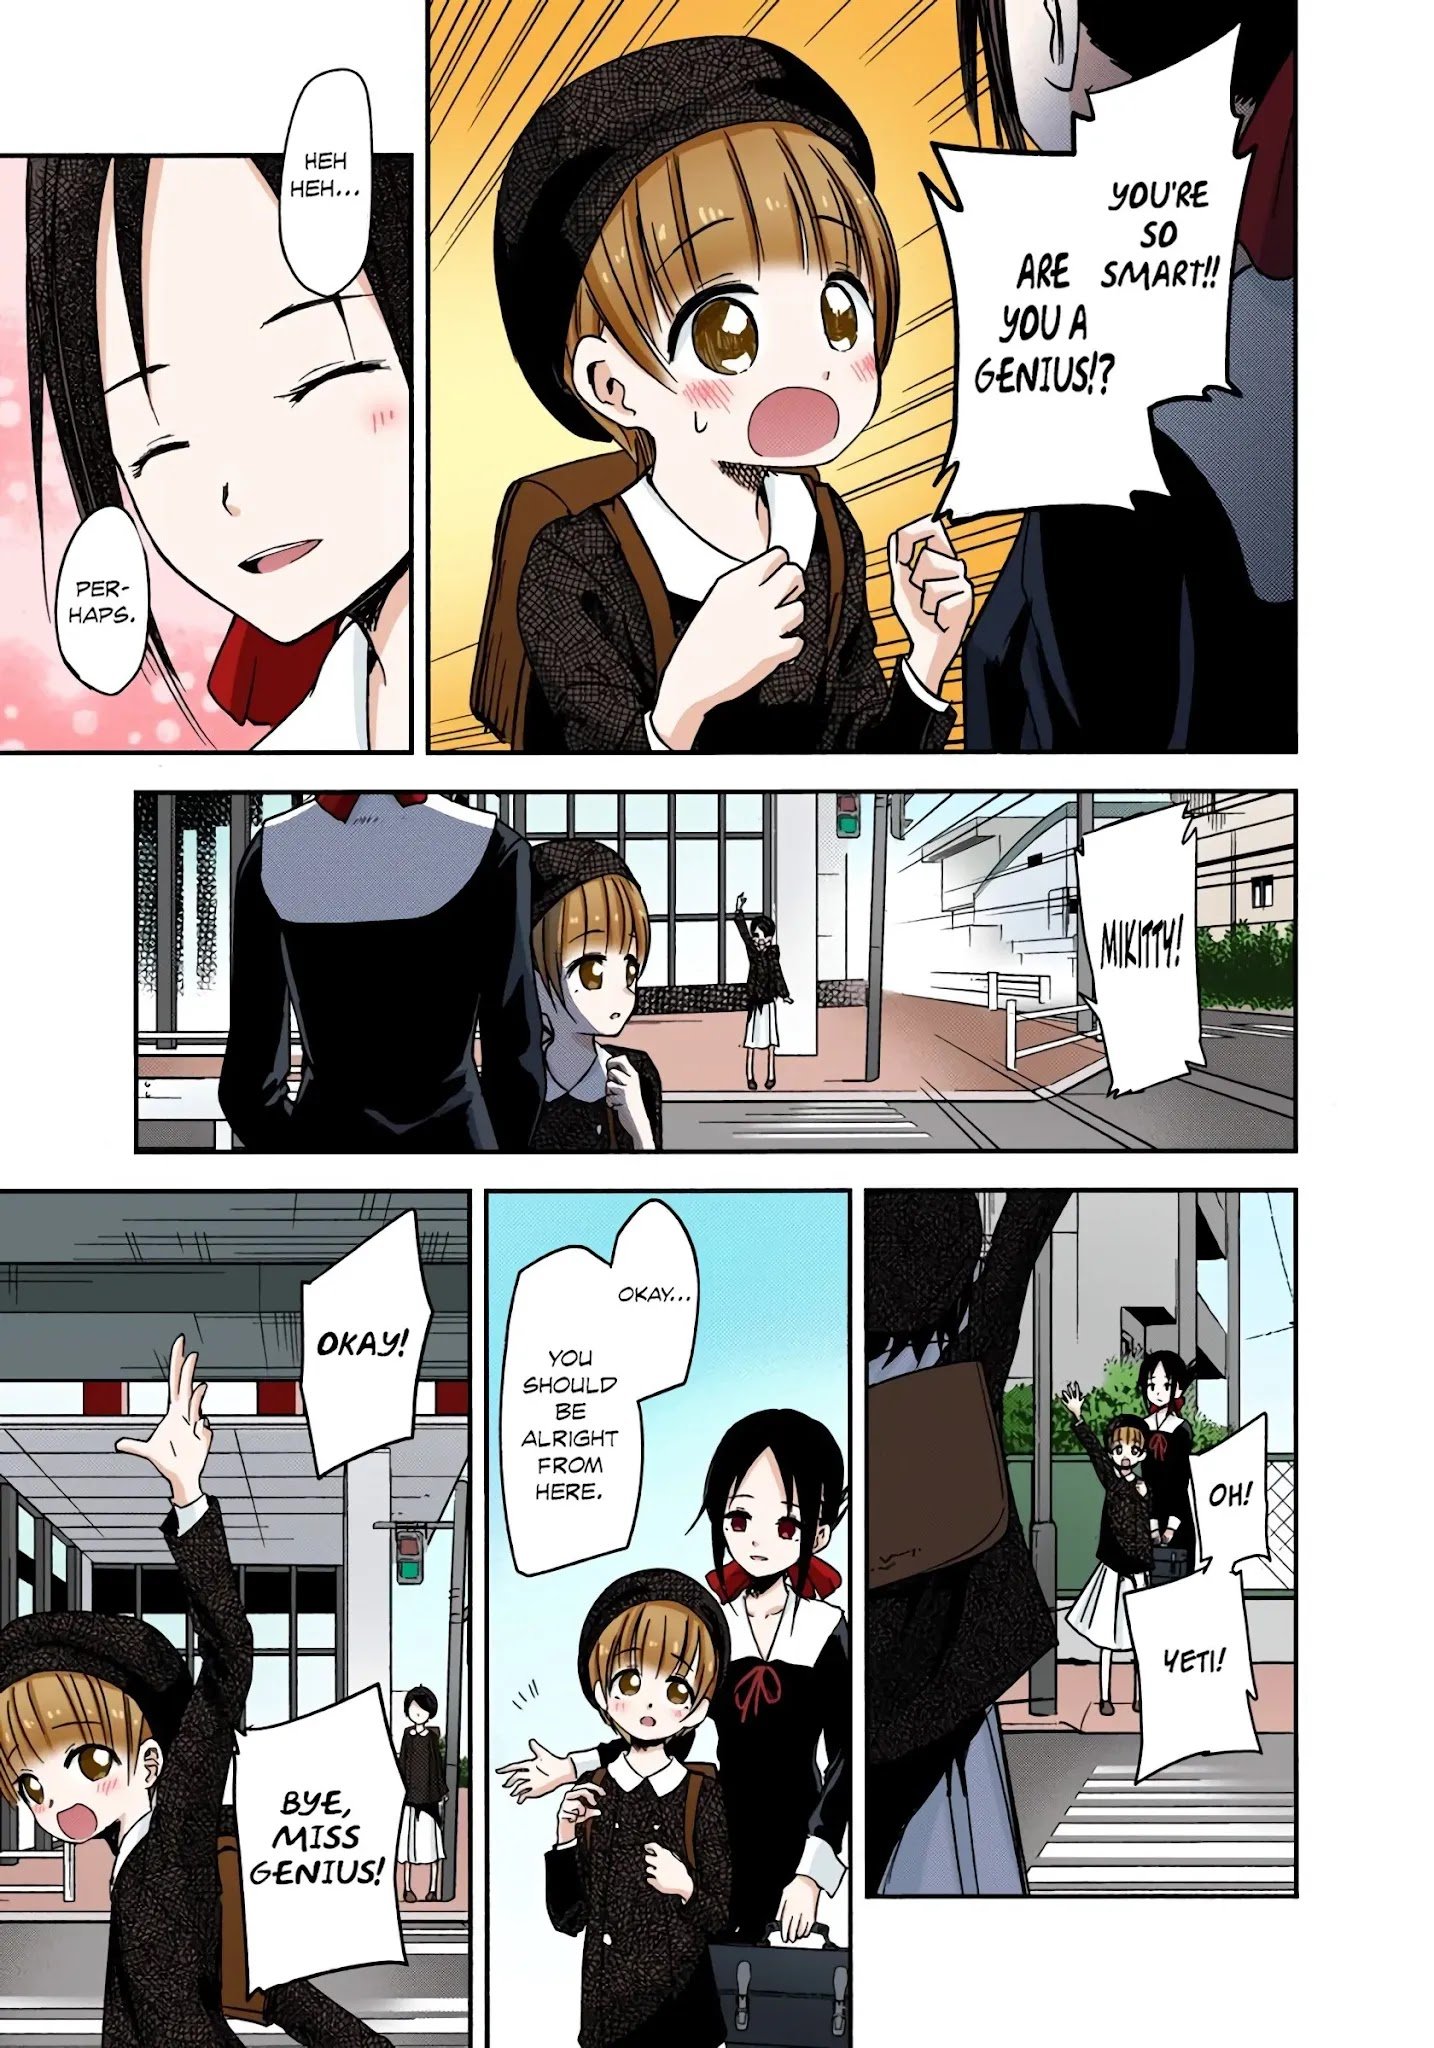 YOU'RE
SO
SMART!!
ARE
YOU A
GENIUS!?
HEH
HEH...
PER-
HAPS.
MIKITTY!
OH!
YETI!
OKAY...
YOU
SHOULD
BE
ALRIGHT
FROM
HERE.
OKAY!
BYE,
MISS
GENIUS!